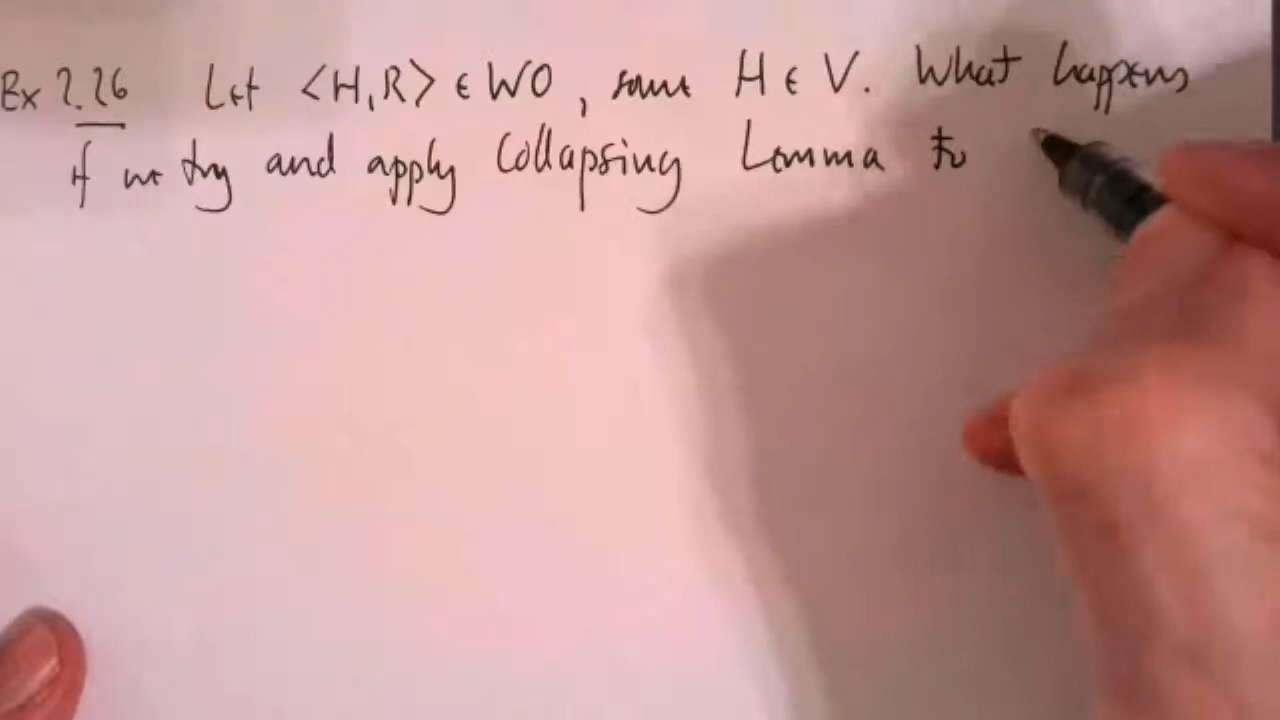 Ex 2.26 Let <H,R> ∈ WO, some H ∈ V. What happens
if we try and apply Collapsing Lemma to